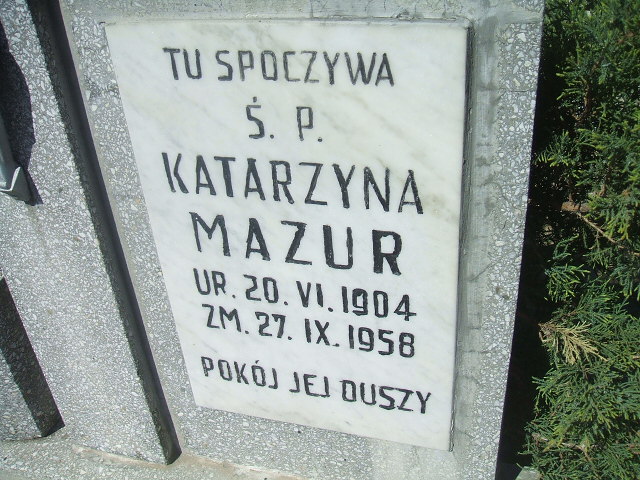 TU SPOCZYWA
Ś. P.
KATARZYNA
MAZUR
UR. 20. VI. 1904
ZM. 27. IX. 1958
POKÓJ JEJ DUSZY